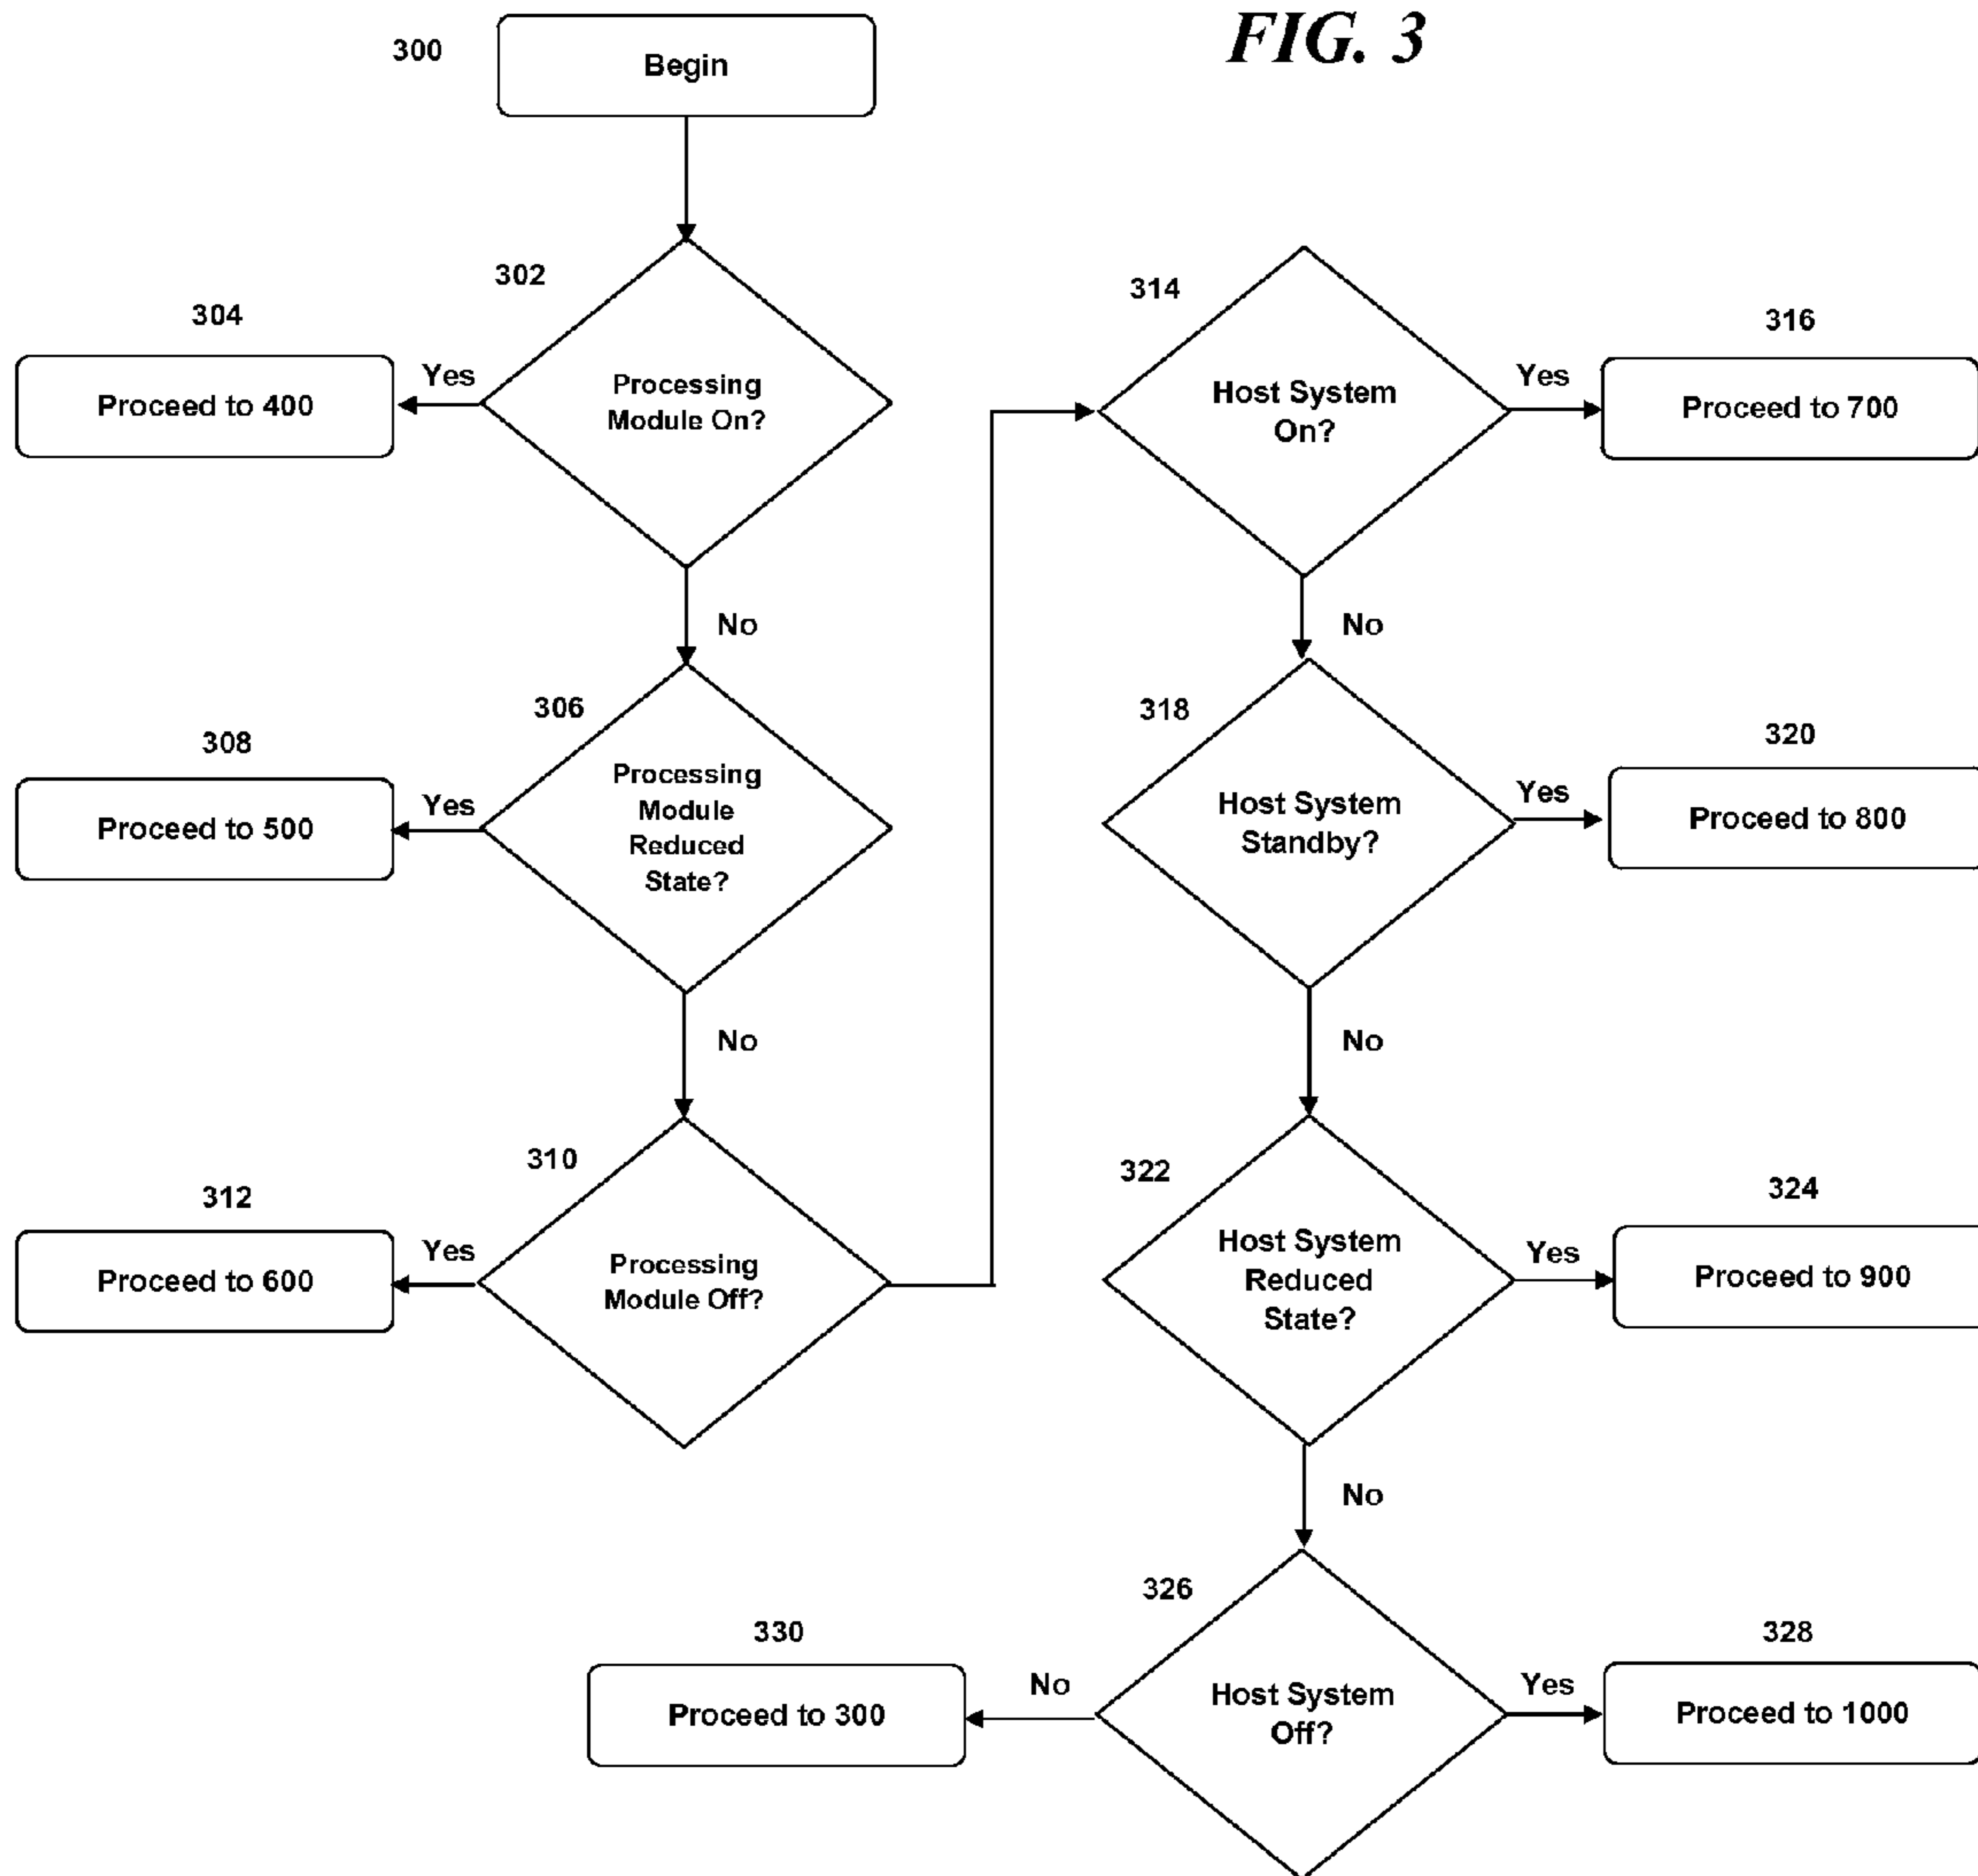 FIG. 3
300
Begin
302
Processing
Module On?
Yes
304
Proceed to 400
No
306
Processing
Module
Reduced
State?
Yes
308
Proceed to 500
No
310
Processing
Module Off?
Yes
312
Proceed to 600
314
Host System
On?
Yes
316
Proceed to 700
No
318
Host System
Standby?
Yes
320
Proceed to 800
No
322
Host System
Reduced
State?
Yes
324
Proceed to 900
No
326
Host System
Off?
Yes
328
Proceed to 1000
No
330
Proceed to 300